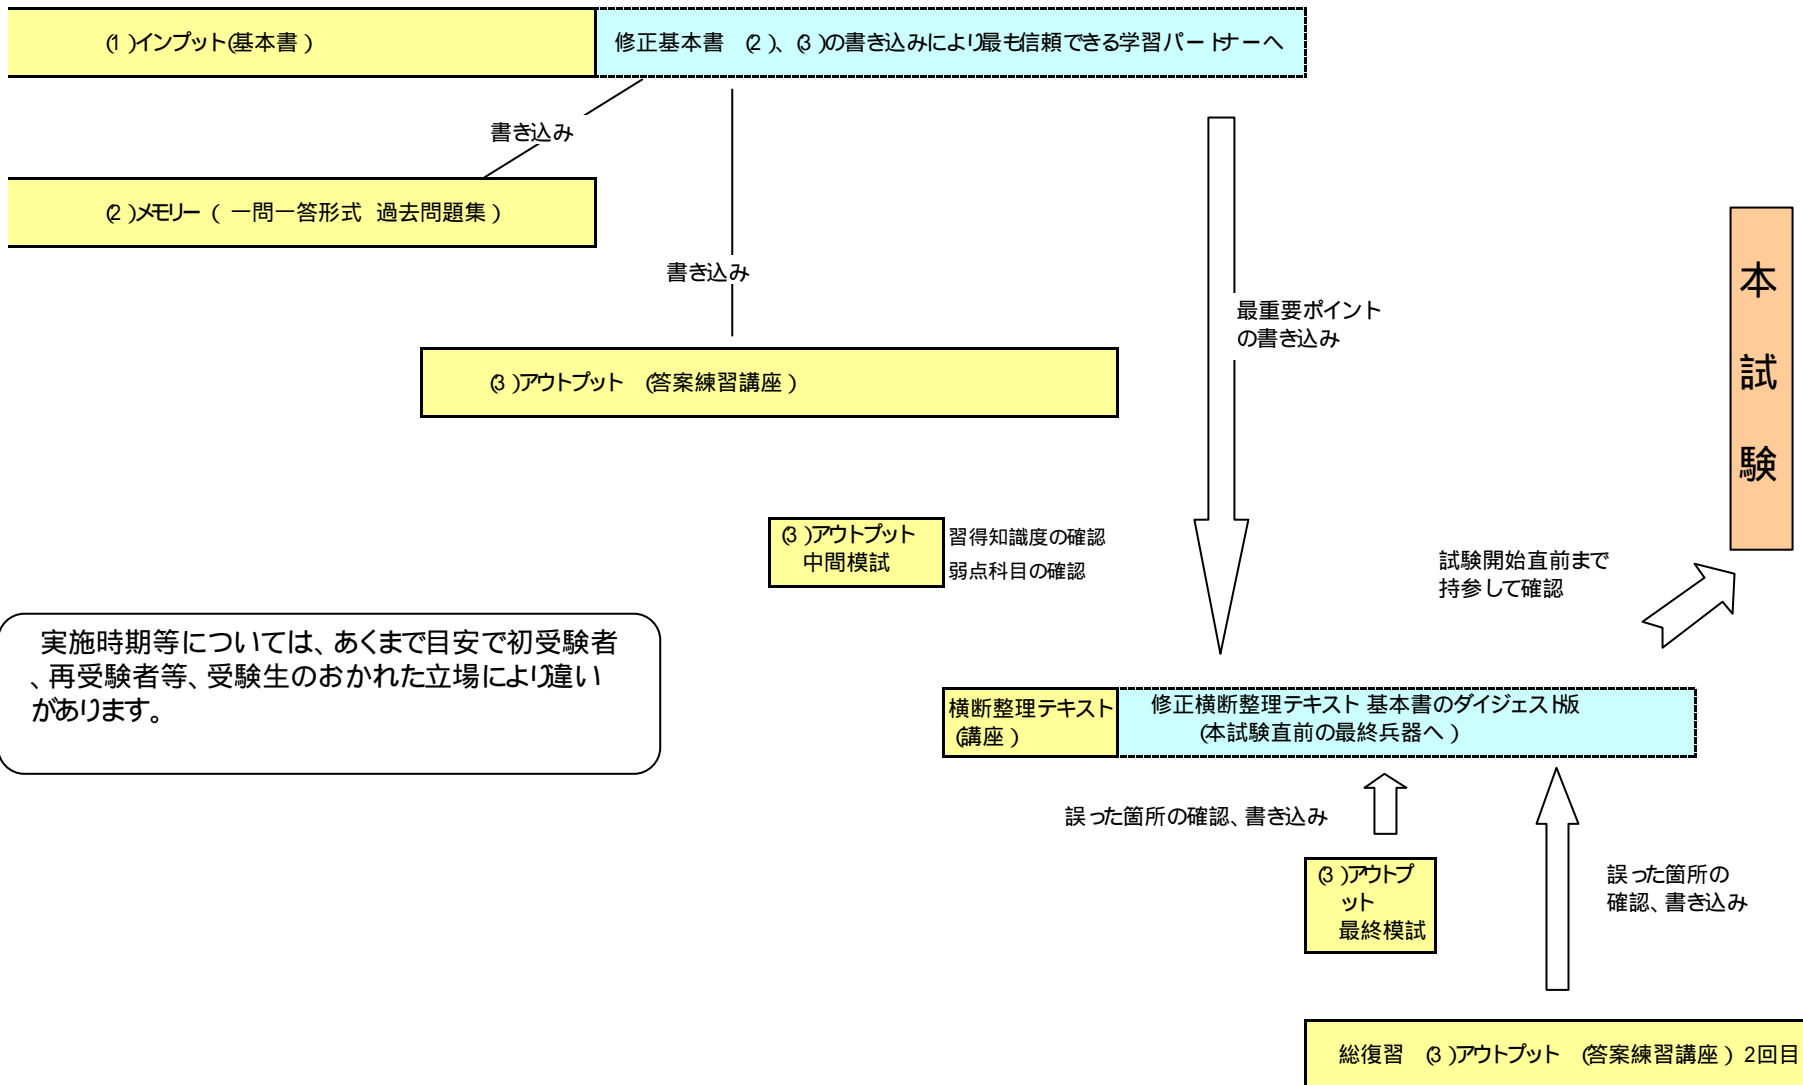 (1)インプット(基本書)
修正基本書 (2)、(3)の書き込みにより最も信頼できる学習パートナーへ
書き込み
(2)メモリー(一問一答形式 過去問題集)
書き込み
最重要ポイント
の書き込み
(3)アウトプット (答案練習講座)
本
試
験
(3)アウトプット
中間模試
習得知識度の確認
弱点科目の確認
試験開始直前まで
持参して確認
実施時期等については、あくまで目安で初受験者
、再受験者等、受験生のおかれた立場により違い
があります。
横断整理テキスト
(講座)
修正横断整理テキスト 基本書のダイジェスト版
(本試験直前の最終兵器へ)
誤った箇所の確認、書き込み
(3)アウトプ
ット
最終模試
誤った箇所の
確認、書き込み
総復習 (3)アウトプット (答案練習講座)2回目